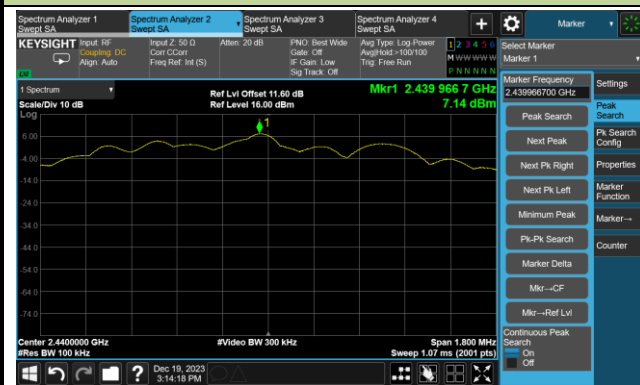 Spectrum Analyzer 1
Swept SA
Spectrum Analyzer 2
Swept SA
Spectrum Analyzer 3
Swept SA
Spectrum Analyzer 4
Swept SA
+
Marker
KEYSIGHT
Input: RF
Coupling: DC
Align: Auto
Input Z: 50 Ω
Corr CCorr
Freq Ref: Int (S)
Atten: 20 dB
PNO: Best Wide
Gate: Off
IF Gain: Low
Sig Track: Off
Avg Type: Log-Power
Avg|Hold:>100/100
Trig: Free Run
1 2 3 4 5 6
M W W W W W
P N N N N N
Select Marker
Marker 1
1 Spectrum
Scale/Div 10 dB
Log
Ref Lvl Offset 11.60 dB
Ref Level 16.00 dBm
Mkr1 2.439 966 7 GHz
7.14 dBm
1
6.00
-4.00
-14.0
-24.0
-34.0
-44.0
-54.0
-64.0
-74.0
Center 2.4400000 GHz
#Res BW 100 kHz
#Video BW 300 kHz
Span 1.800 MHz
Sweep 1.07 ms (2001 pts)
Marker Frequency
2.439966700 GHz
Peak Search
Next Peak
Next Pk Right
Next Pk Left
Minimum Peak
Pk-Pk Search
Marker Delta
Mkr→CF
Mkr→Ref Lvl
Continuous Peak
Search
On
Off
Settings
Peak
Search
Pk Search
Config
Properties
Marker
Function
Marker→
Counter
?
Dec 19, 2023
3:14:18 PM